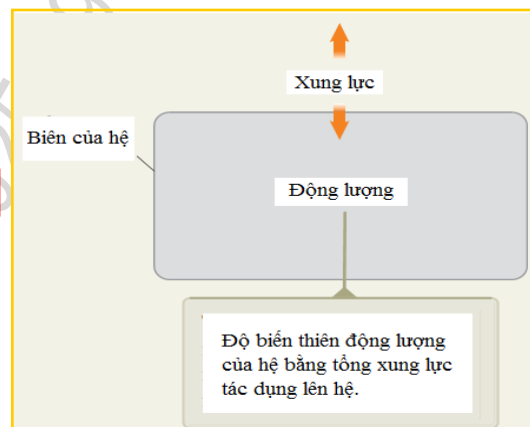 Xung lực
Biên của hệ
Động lượng
Độ biến thiên động lượng
của hệ bằng tổng xung lực
tác dụng lên hệ.